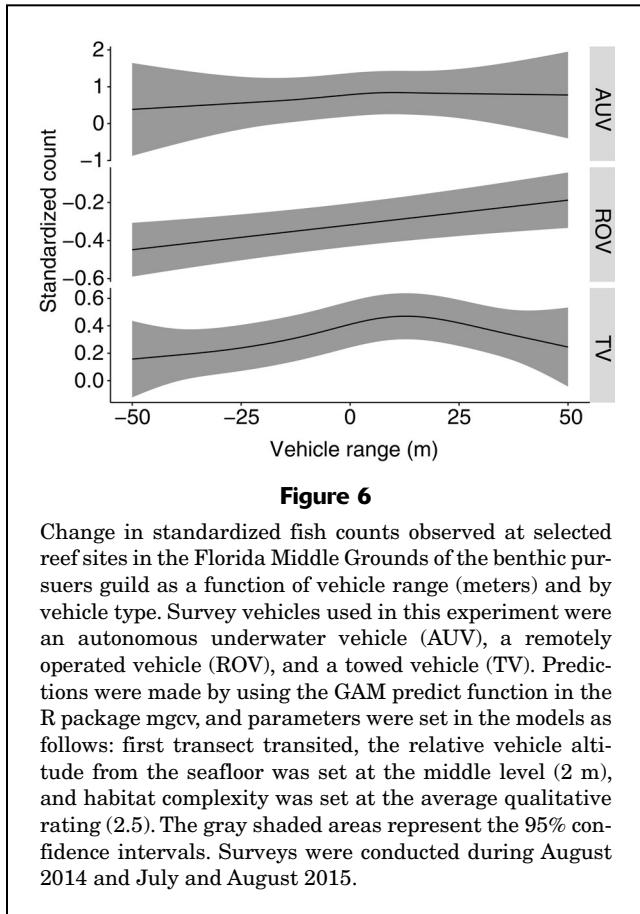 2
1
0
−1
AUV
−0.2
−0.4
−0.6
ROV
0.6
0.4
0.2
0.0
TV
Standardized count
−50
−25
0
25
50
Vehicle range (m)
Figure 6
Change in standardized fish counts observed at selected
reef sites in the Florida Middle Grounds of the benthic pur-
suers guild as a function of vehicle range (meters) and by
vehicle type. Survey vehicles used in this experiment were
an autonomous underwater vehicle (AUV), a remotely
operated vehicle (ROV), and a towed vehicle (TV). Predic-
tions were made by using the GAM predict function in the
R package mgcv, and parameters were set in the models as
follows: first transect transited, the relative vehicle alti-
tude from the seafloor was set at the middle level (2 m),
and habitat complexity was set at the average qualitative
rating (2.5). The gray shaded areas represent the 95% con-
fidence intervals. Surveys were conducted during August
2014 and July and August 2015.